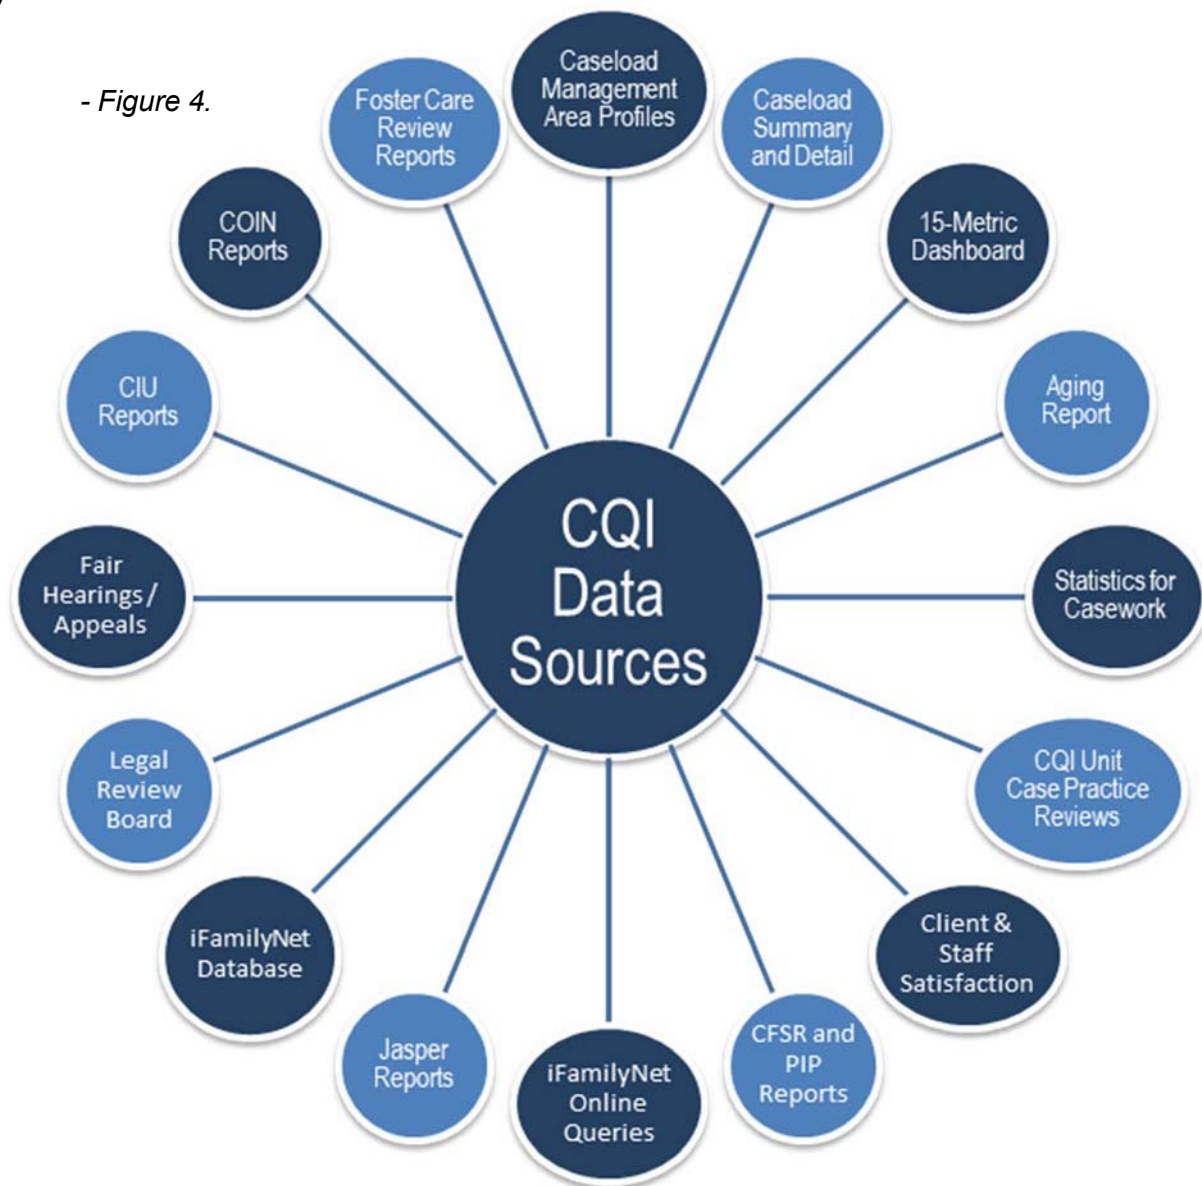 - Figure 4.
Caseload
Management
Area Profiles
Caseload
Summary
and Detail
15-Metric
Dashboard
Aging
Report
Statistics for
Casework
CQI Unit
Case Practice
Reviews
Client &
Staff
Satisfaction
CFSR and
PIP
Reports
iFamilyNet
Online
Queries
Jasper
Reports
iFamilyNet
Database
Legal
Review
Board
Fair
Hearings /
Appeals
CIU
Reports
COIN
Reports
Foster Care
Review
Reports
CQI
Data
Sources